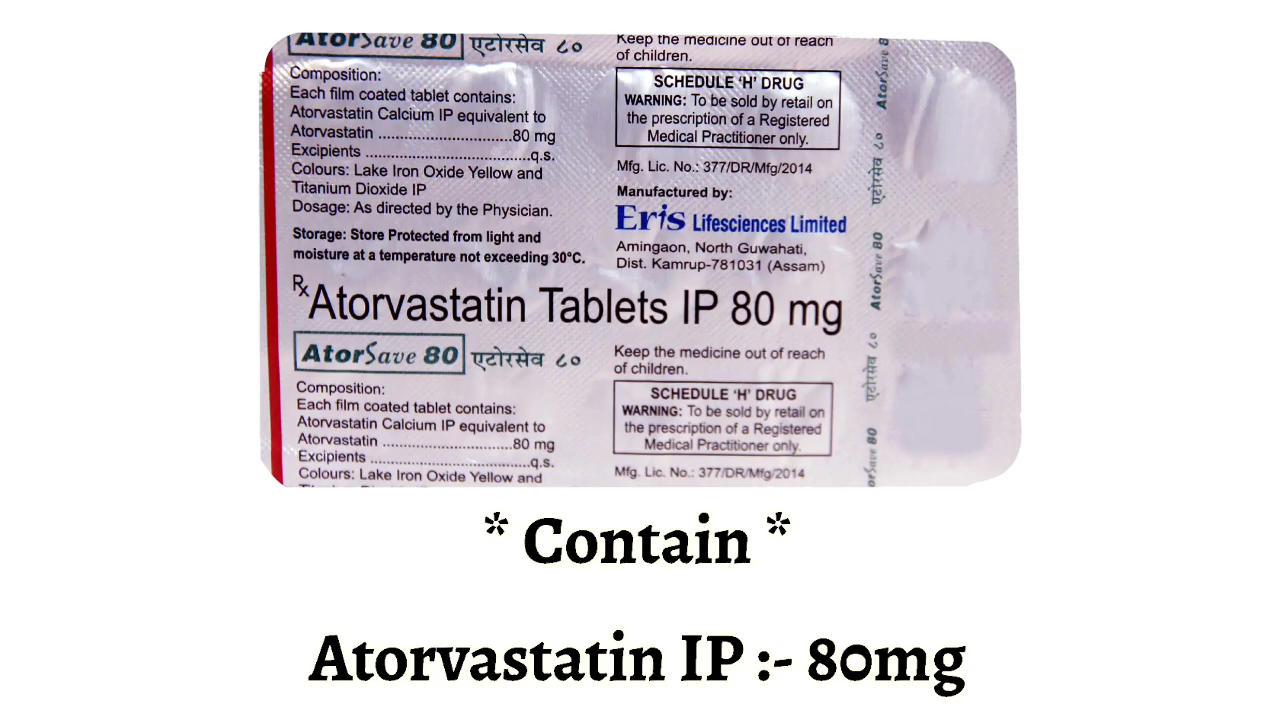 AtorSave 80 एटोरसेव ८०
Composition:
Each film coated tablet contains:
Atorvastatin Calcium IP equivalent to
Atorvastatin ..............................80 mg
Excipients .....................................q.s.
Colours: Lake Iron Oxide Yellow and
Titanium Dioxide IP
Dosage: As directed by the Physician.
Storage: Store Protected from light and
moisture at a temperature not exceeding 30°C.
Keep the medicine out of reach
of children.
SCHEDULE ‘H’ DRUG
WARNING: To be sold by retail on
the prescription of a Registered
Medical Practitioner only.
Mfg. Lic. No.: 377/DR/Mfg/2014
Manufactured by:
Eris Lifesciences Limited
Amingaon, North Guwahati,
Dist. Kamrup-781031 (Assam)
Rx Atorvastatin Tablets IP 80 mg
AtorSave 80 एटोरसेव ८०
Composition:
Each film coated tablet contains:
Atorvastatin Calcium IP equivalent to
Atorvastatin ..............................80 mg
Excipients .....................................q.s.
Colours: Lake Iron Oxide Yellow and
Keep the medicine out of reach
of children.
SCHEDULE ‘H’ DRUG
WARNING: To be sold by retail on
the prescription of a Registered
Medical Practitioner only.
Mfg. Lic. No.: 377/DR/Mfg/2014
AtorSave 8
एटोरसेव ८०
AtorSave 80
एटोरसेव ८०
orSave 80
* Contain *
Atorvastatin IP :- 80mg